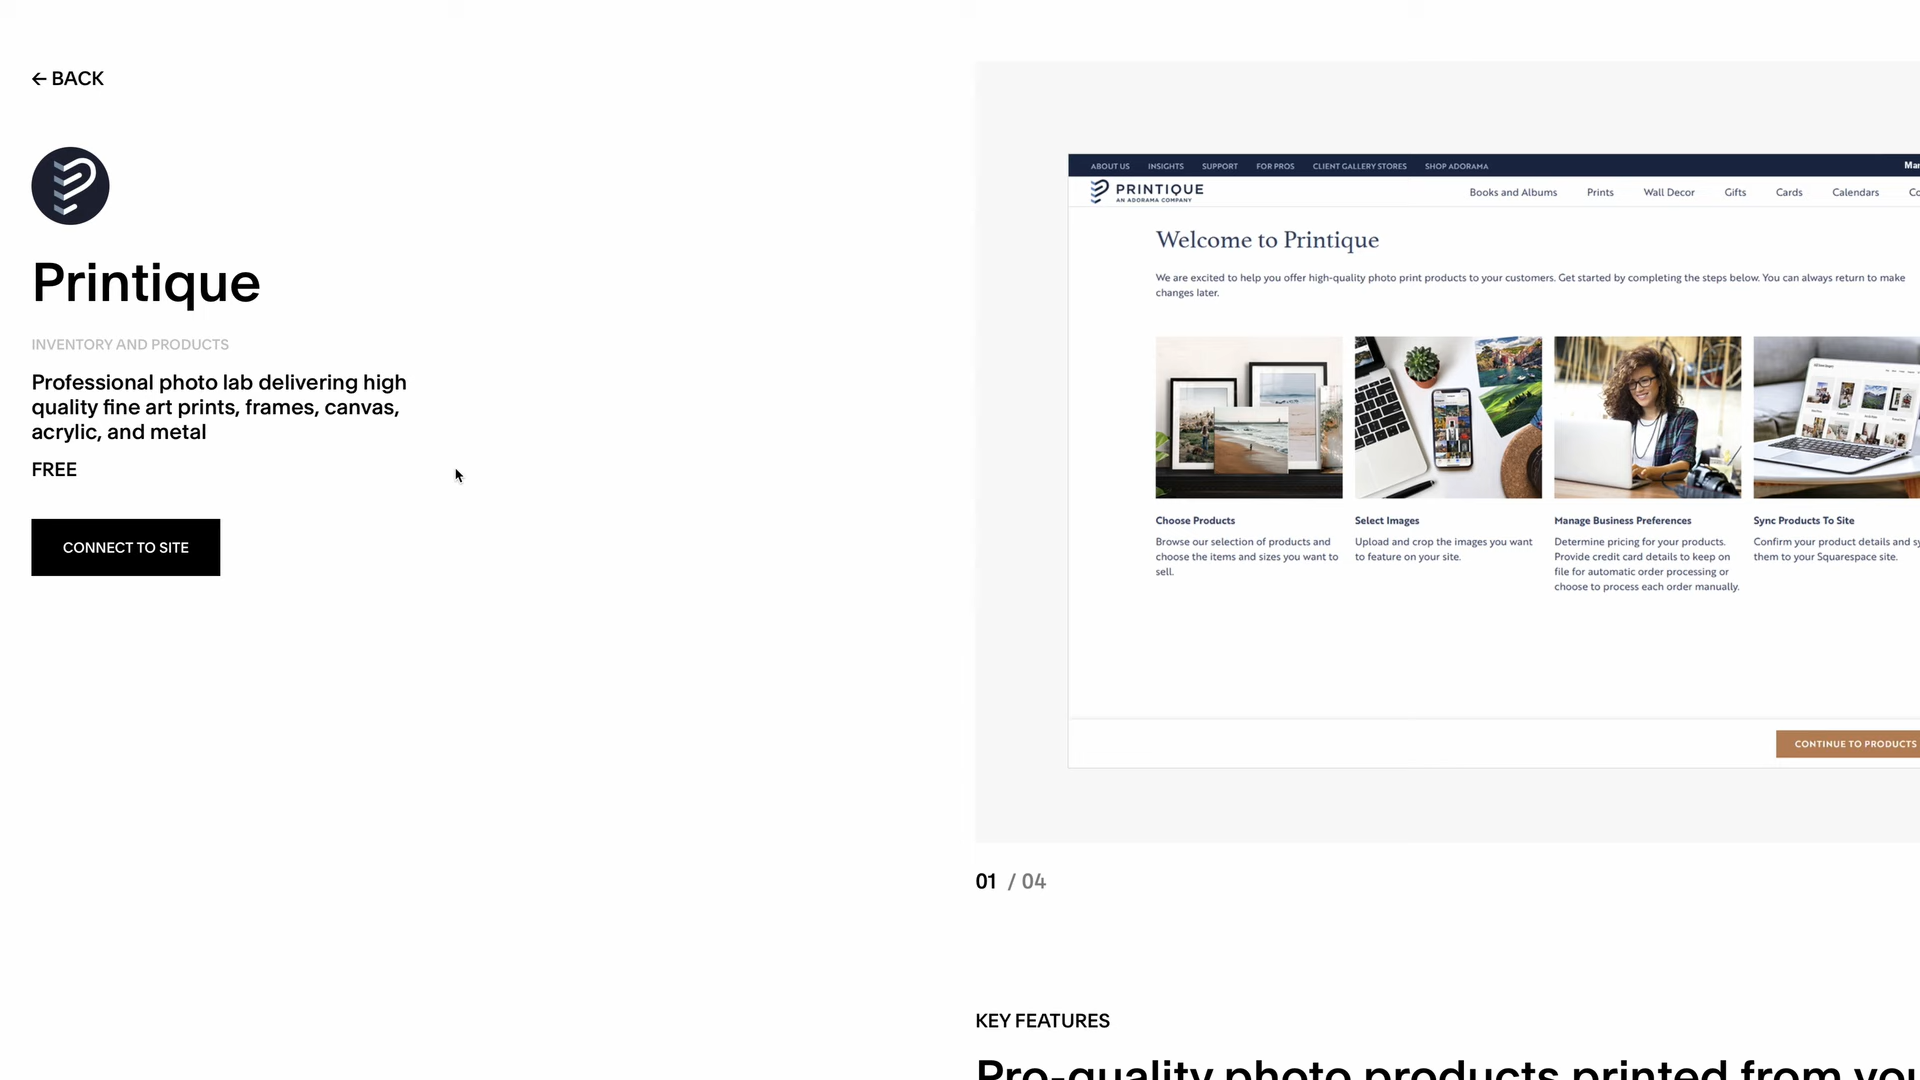 ← BACK
Printique
INVENTORY AND PRODUCTS
Professional photo lab delivering high
quality fine art prints, frames, canvas,
acrylic, and metal
FREE
CONNECT TO SITE
ABOUT US INSIGHTS SUPPORT FOR PROS CLIENT GALLERY STORES SHOP ADORAMA
PRINTIQUE
AN ADORAMA COMPANY
Books and Albums Prints Wall Decor Gifts Cards Calendars
Welcome to Printique
We are excited to help you offer high-quality photo print products to your customers. Get started by completing the steps below. You can always return to make
changes later.
Choose Products
Browse our selection of products and
choose the items and sizes you want to
sell.
Select Images
Upload and crop the images you want
to feature on your site.
Manage Business Preferences
Determine pricing for your products.
Provide credit card details to keep on
file for automatic order processing or
choose to process each order manually.
Sync Products To Site
Confirm your product details and
them to your Squarespace site.
CONTINUE TO PRODUCTS
01 / 04
KEY FEATURES
Pro-quality photo products printed from